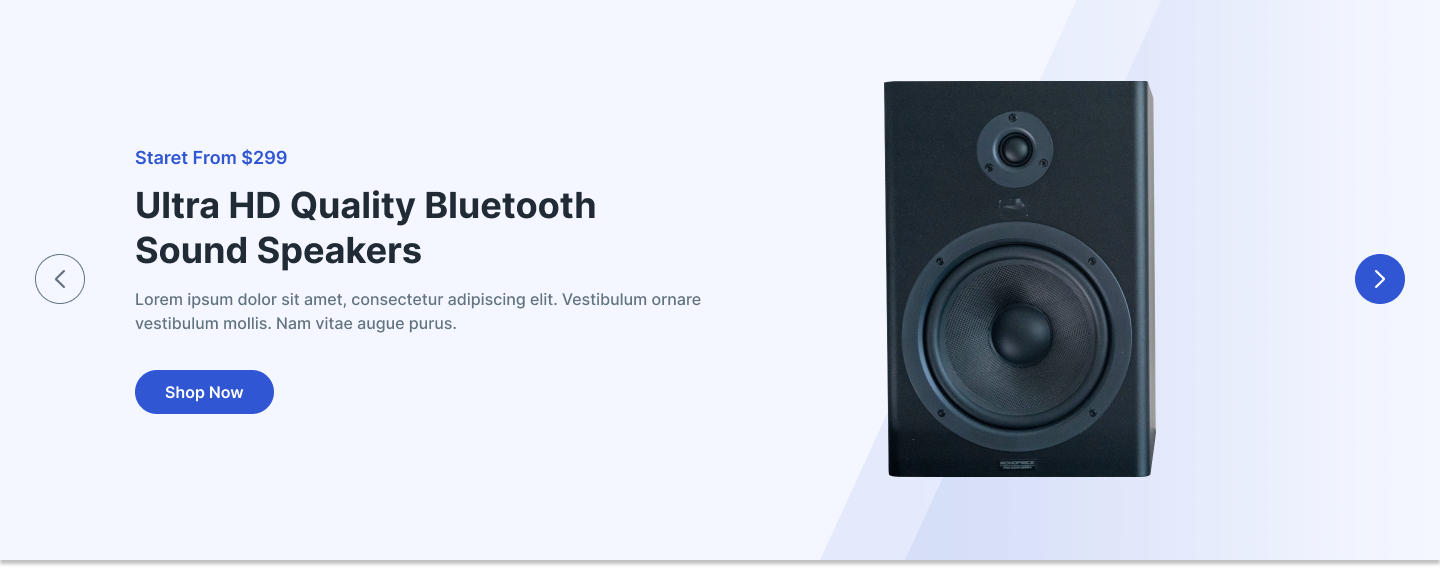 Staret From $299
Ultra HD Quality Bluetooth
Sound Speakers
Lorem ipsum dolor sit amet, consectetur adipiscing elit. Vestibulum ornare
vestibulum mollis. Nam vitae augue purus.
Shop Now